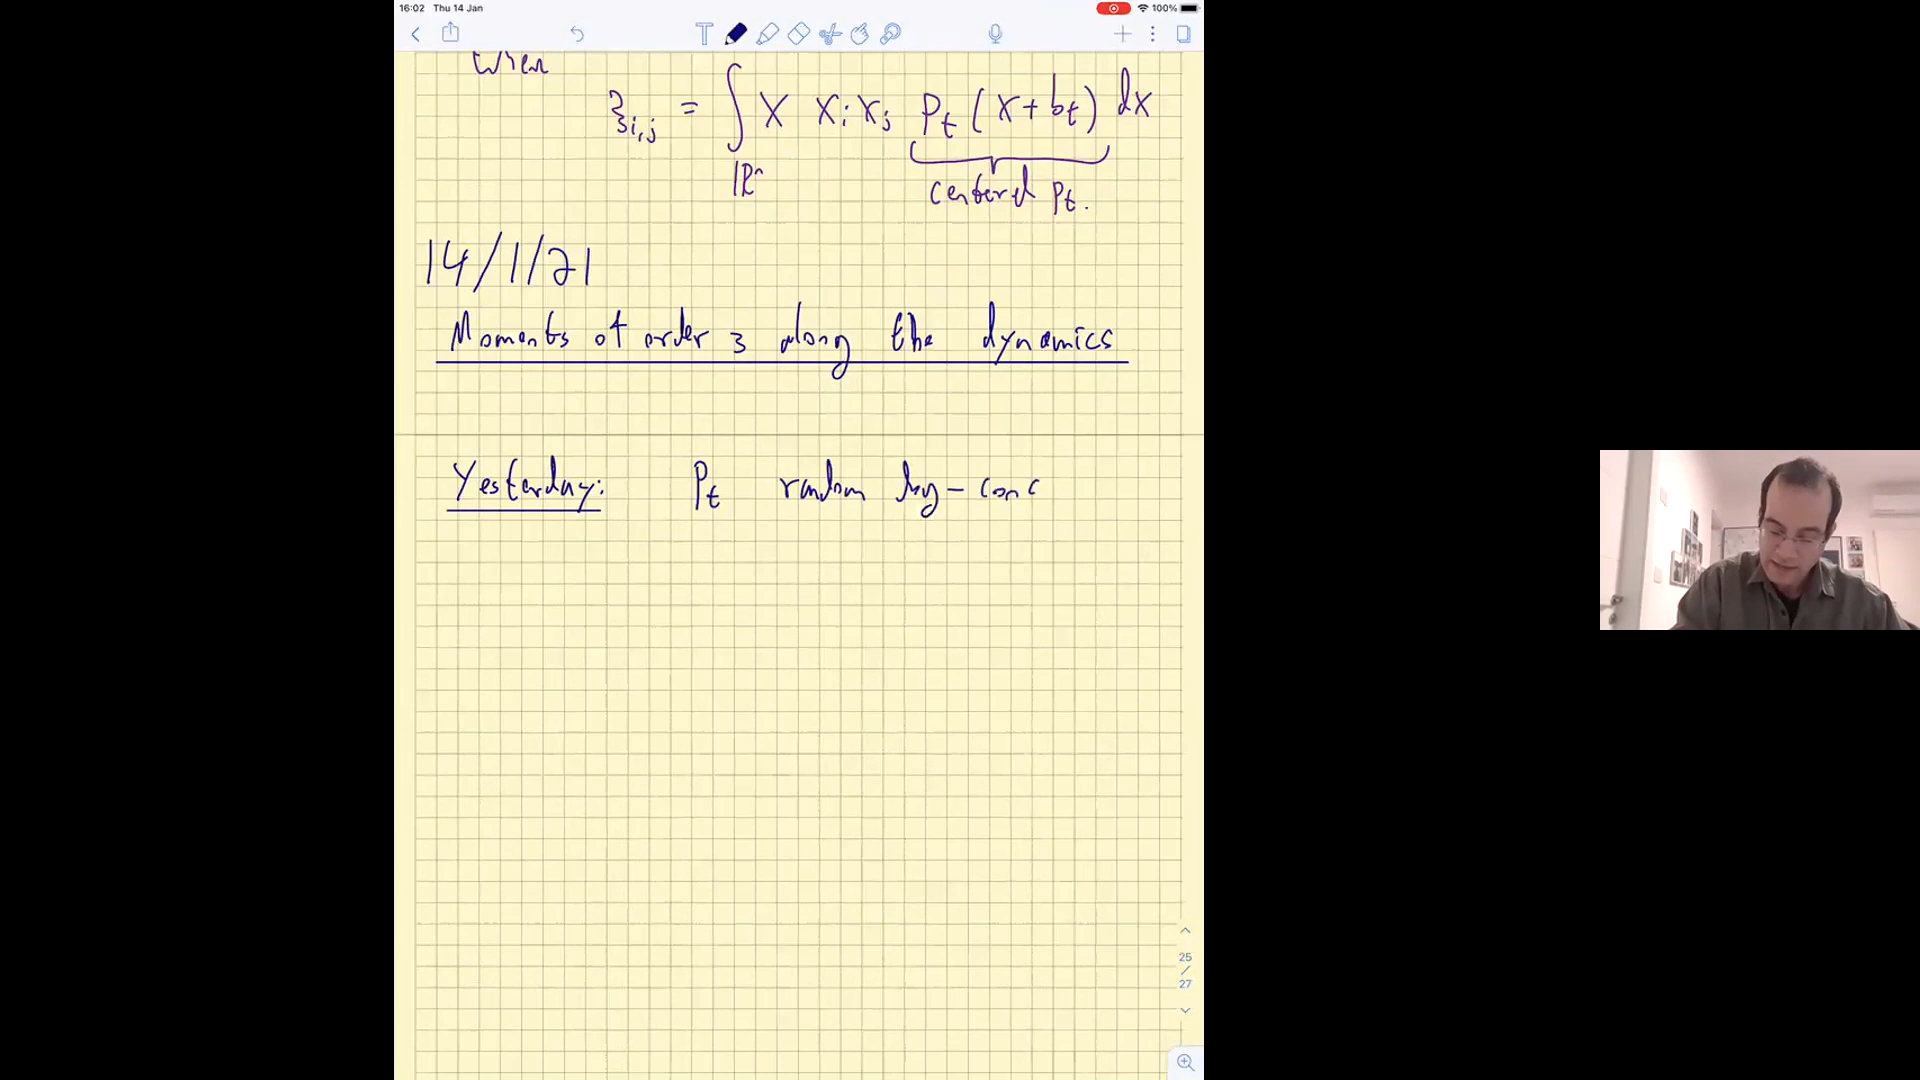 16:02 Thu 14 Jan
100%
When
ξ_{i,j} = ∫_{ℝⁿ} x x_i x_j p_t(x + b_t) dx
centered p_t.
14/1/21
Moments of order 3 along the dynamics
Yesterday: p_t random log-conc
25
/
27